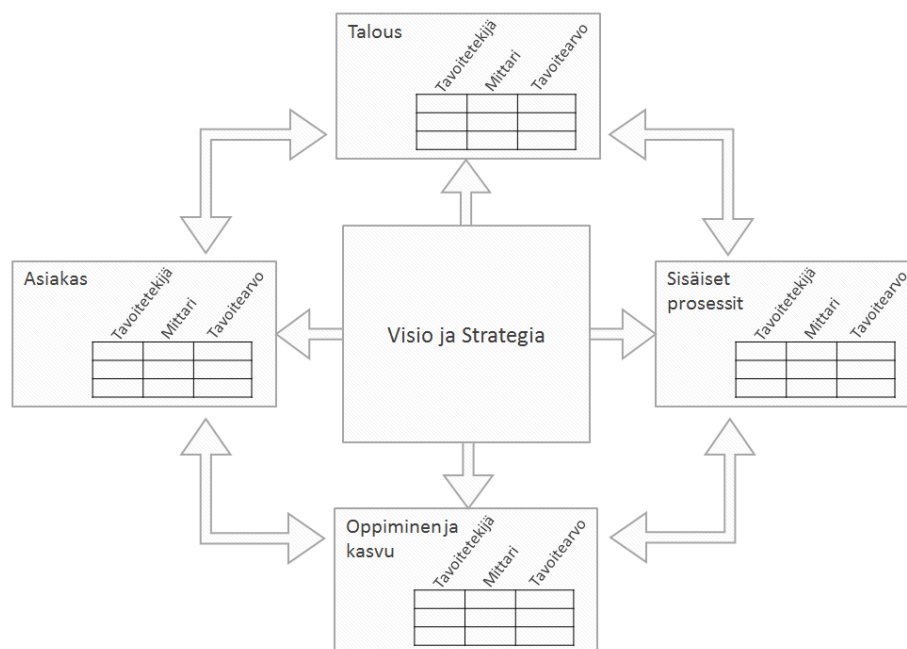 Talous
Tavoitetekijä
Mittari
Tavoitearvo
Asiakas
Tavoitetekijä
Mittari
Tavoitearvo
Visio ja Strategia
Sisäiset
prosessit
Tavoitetekijä
Mittari
Tavoitearvo
Oppiminen ja
kasvu
Tavoitetekijä
Mittari
Tavoitearvo